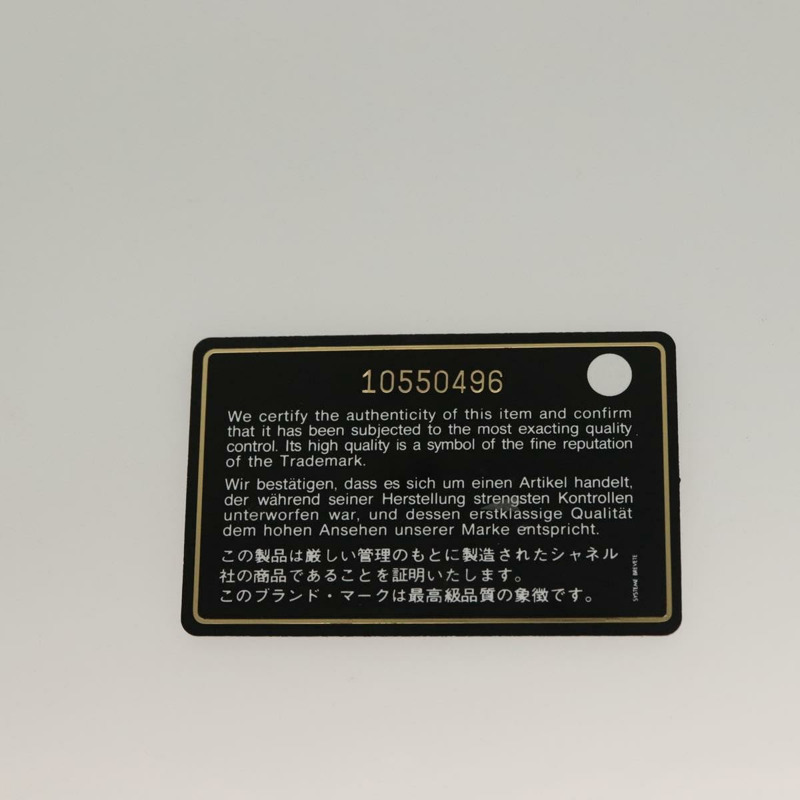 10550496
We certify the authenticity of this item and confirm
that it has been subjected to the most exacting quality
control. Its high quality is a symbol of the fine reputation
of the Trademark.
Wir bestätigen, dass es sich um einen Artikel handelt,
der während seiner Herstellung strengsten Kontrollen
unterworfen war, und dessen erstklassige Qualität
dem hohen Ansehen unserer Marke entspricht.
この製品は厳しい管理のもとに製造されたシャネル
社の商品であることを証明いたします。
このブランド・マークは最高級品質の象徴です。
SYSTEME BREVETE